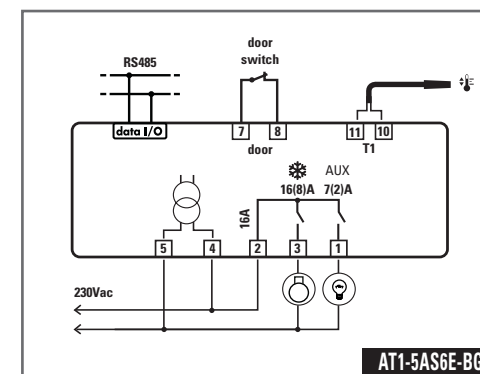 RS485
door
switch
data I/O
7 8
door
11 10
T1
AUX
16(8)A 7(2)A
16A
5 4 2 3 1
230Vac
AT1-5AS6E-BG